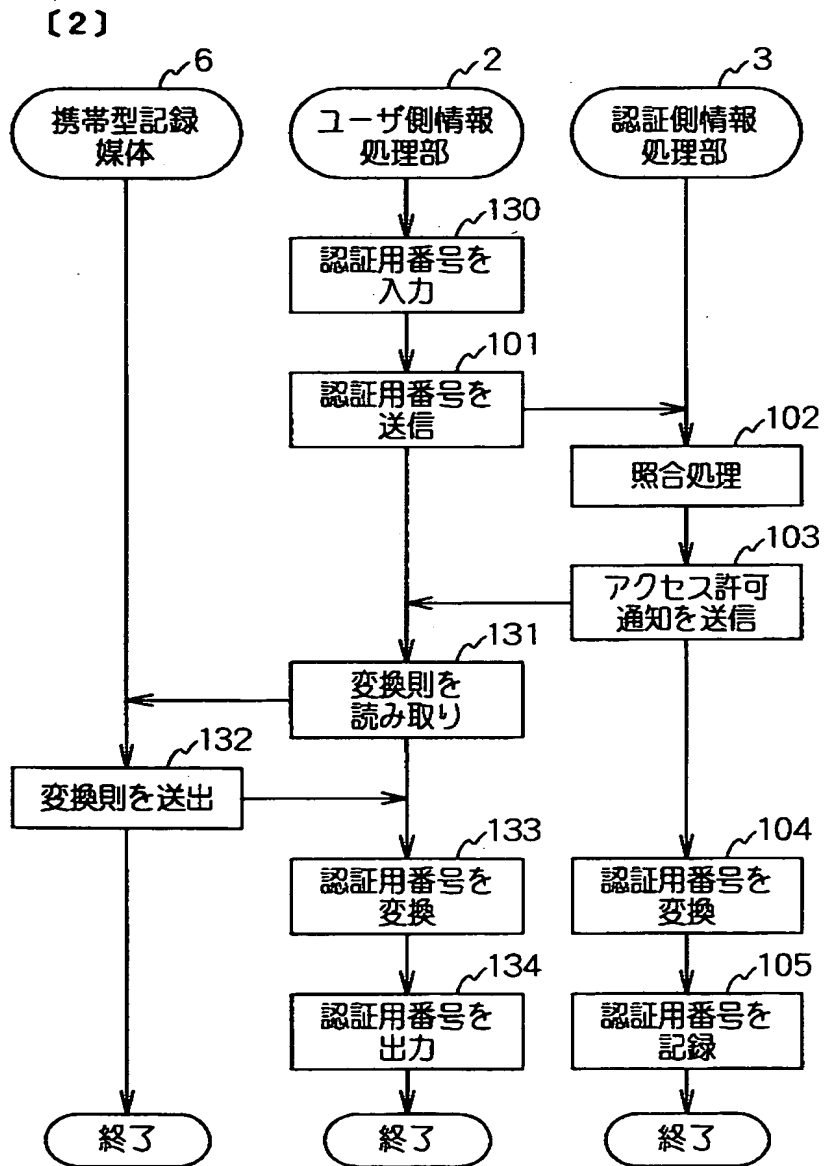 〔2〕
6
携帯型記録
媒体
2
ユーザ側情報
処理部
3
認証側情報
処理部
130
認証用番号を
入力
101
認証用番号を
送信
102
照合処理
103
アクセス許可
通知を送信
131
変換則を
読み取り
132
変換則を送出
133
認証用番号を
変換
104
認証用番号を
変換
134
認証用番号を
出力
105
認証用番号を
記録
終了
終了
終了